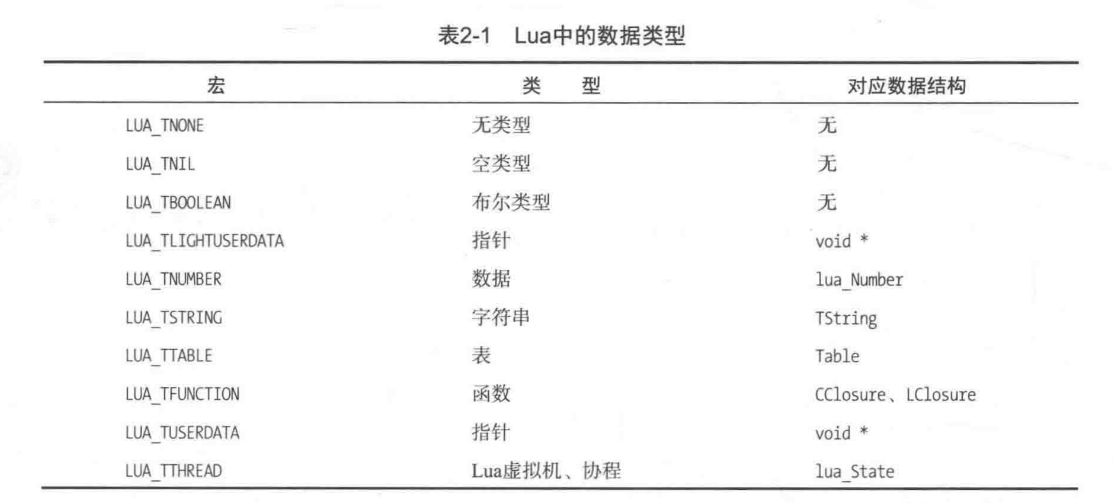 表2-1 Lua中的数据类型
宏 类 型 对应数据结构
LUA_TNONE 无类型 无
LUA_TNIL 空类型 无
LUA_TBOOLEAN 布尔类型 无
LUA_TLIGHTUSERDATA 指针 void *
LUA_TNUMBER 数据 lua_Number
LUA_TSTRING 字符串 TString
LUA_TTABLE 表 Table
LUA_TFUNCTION 函数 CClosure、LClosure
LUA_TUSERDATA 指针 void *
LUA_TTHREAD Lua虚拟机、协程 lua_State